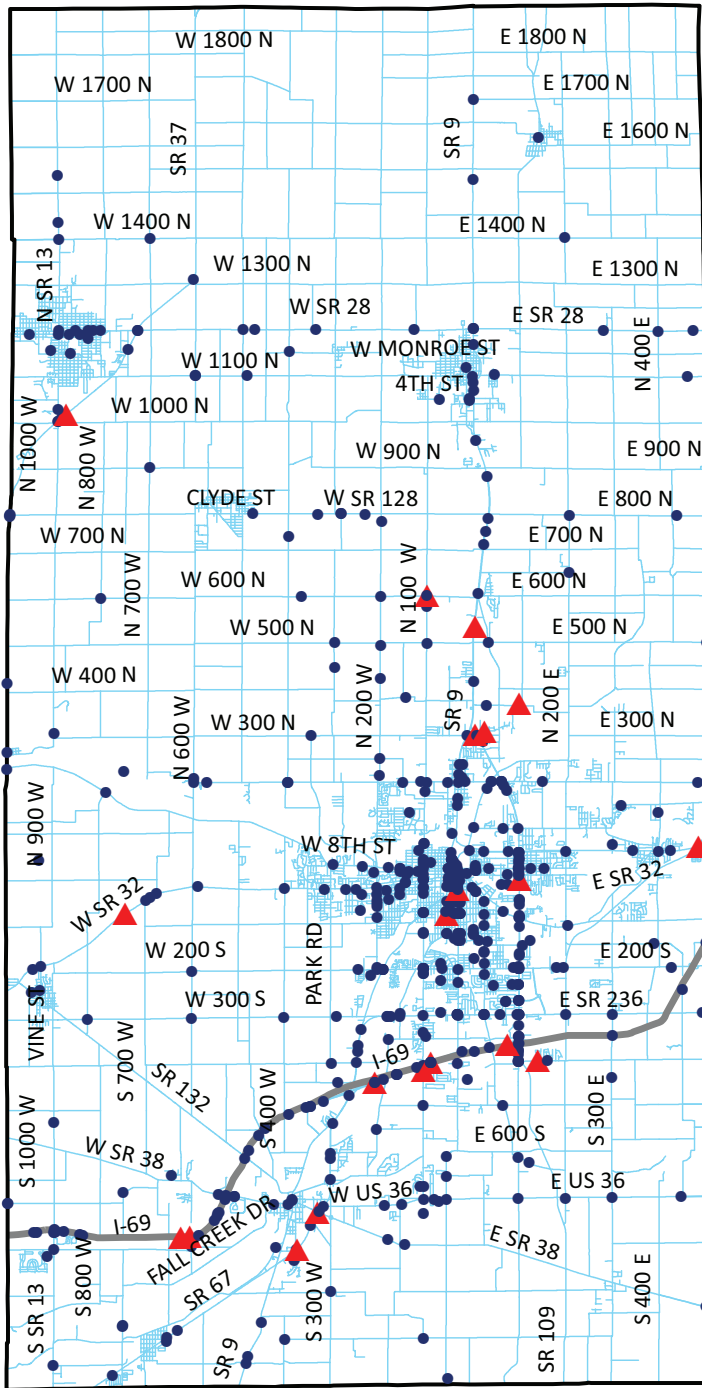 W 1800 N
E 1800 N
W 1700 N
E 1700 N
E 1600 N
SR 37
SR 9
W 1400 N
E 1400 N
W 1300 N
E 1300 N
N SR 13
W SR 28
E SR 28
N 400 E
W 1100 N
W MONROE ST
4TH ST
W 1000 N
N 1000 W
N 800 W
W 900 N
E 900 N
CLYDE ST
W SR 128
E 800 N
W 700 N
E 700 N
W 600 N
N 100 W
E 600 N
N 700 W
W 500 N
E 500 N
W 400 N
N 200 W
SR 9
N 200 E
W 300 N
E 300 N
N 600 W
N 900 W
W 8TH ST
E SR 32
W SR 32
W 200 S
PARK RD
E 200 S
VINE ST
W 300 S
E SR 236
S 700 W
I-69
SR 132
S 400 W
S 300 E
S 1000 W
W SR 38
E 600 S
W US 36
E US 36
I-69
FALL CREEK DR
S 800 W
E SR 38
S SR 13
SR 67
S 300 W
S 400 E
SR 9
SR 109